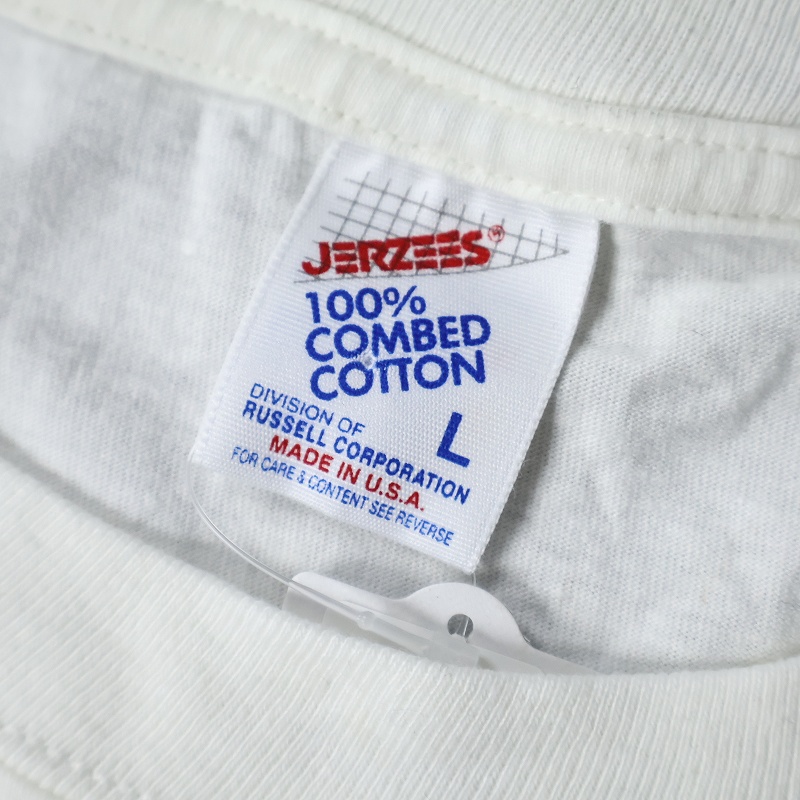 JERZEES®
100%
COMBED
COTTON
L
DIVISION OF
RUSSELL CORPORATION
MADE IN U.S.A.
FOR CARE & CONTENT SEE REVERSE